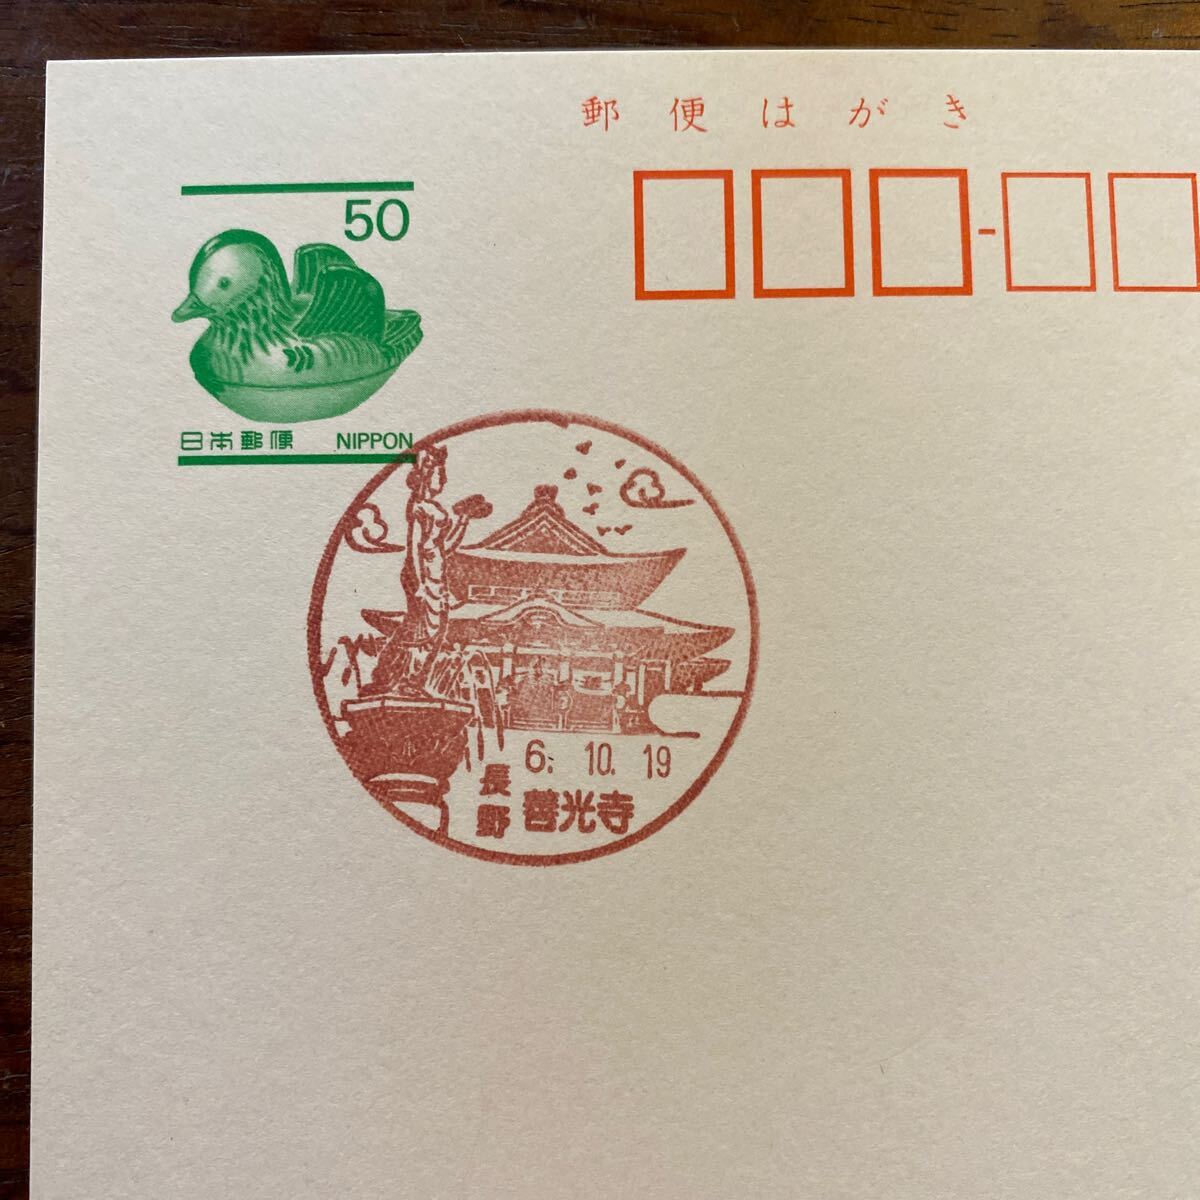 郵便はがき
50
日本郵便 NIPPON
6. 10. 19
長野 善光寺